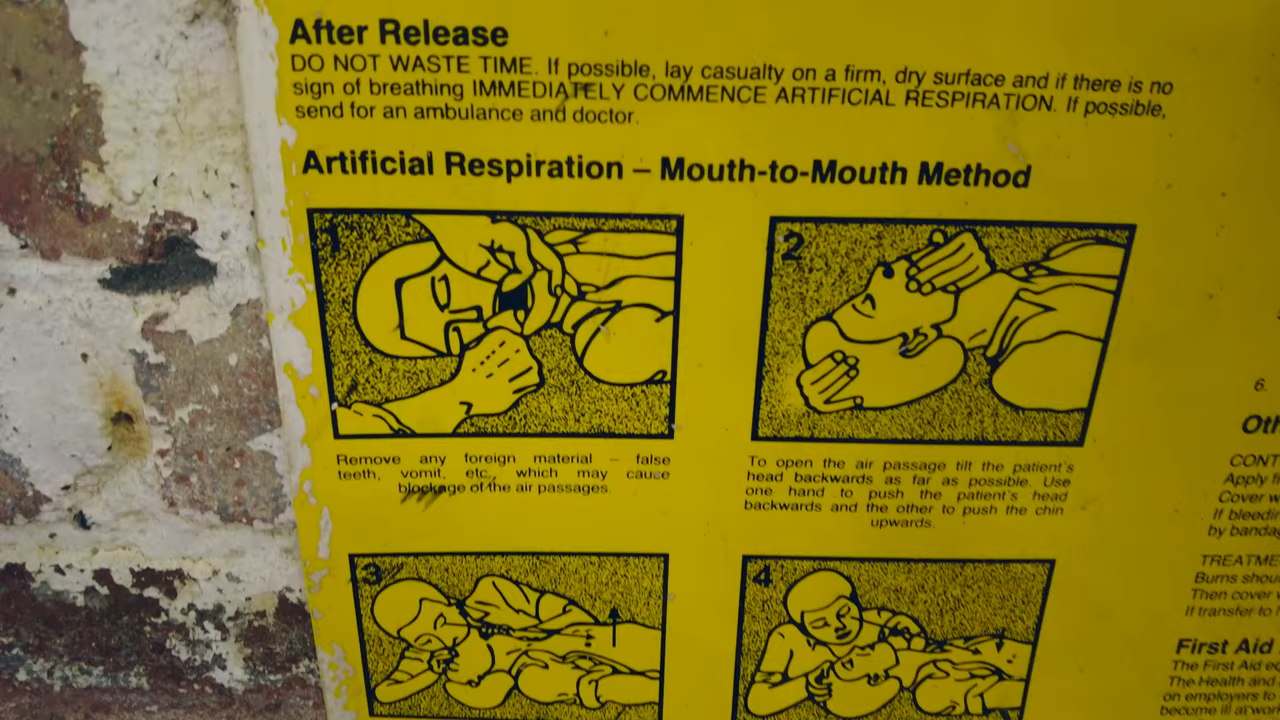 After Release
DO NOT WASTE TIME. If possible, lay casualty on a firm, dry surface and if there is no
sign of breathing IMMEDIATELY COMMENCE ARTIFICIAL RESPIRATION. If possible,
send for an ambulance and doctor.
Artificial Respiration – Mouth-to-Mouth Method
1
2
Remove any foreign material – false
teeth, vomit, etc., which may cause
blockage of the air passages.
To open the air passage tilt the patient's
head backwards as far as possible. Use
one hand to push the patient's head
backwards and the other to push the chin
upwards.
3
4
6.
Oth
CONT
Apply fr
Cover w
If bleedin
by banda
TREATME
Burns shou
Then cover w
If transfer to
First Aid
The First Aid eq
The Health and
on employers to
become ill at wor